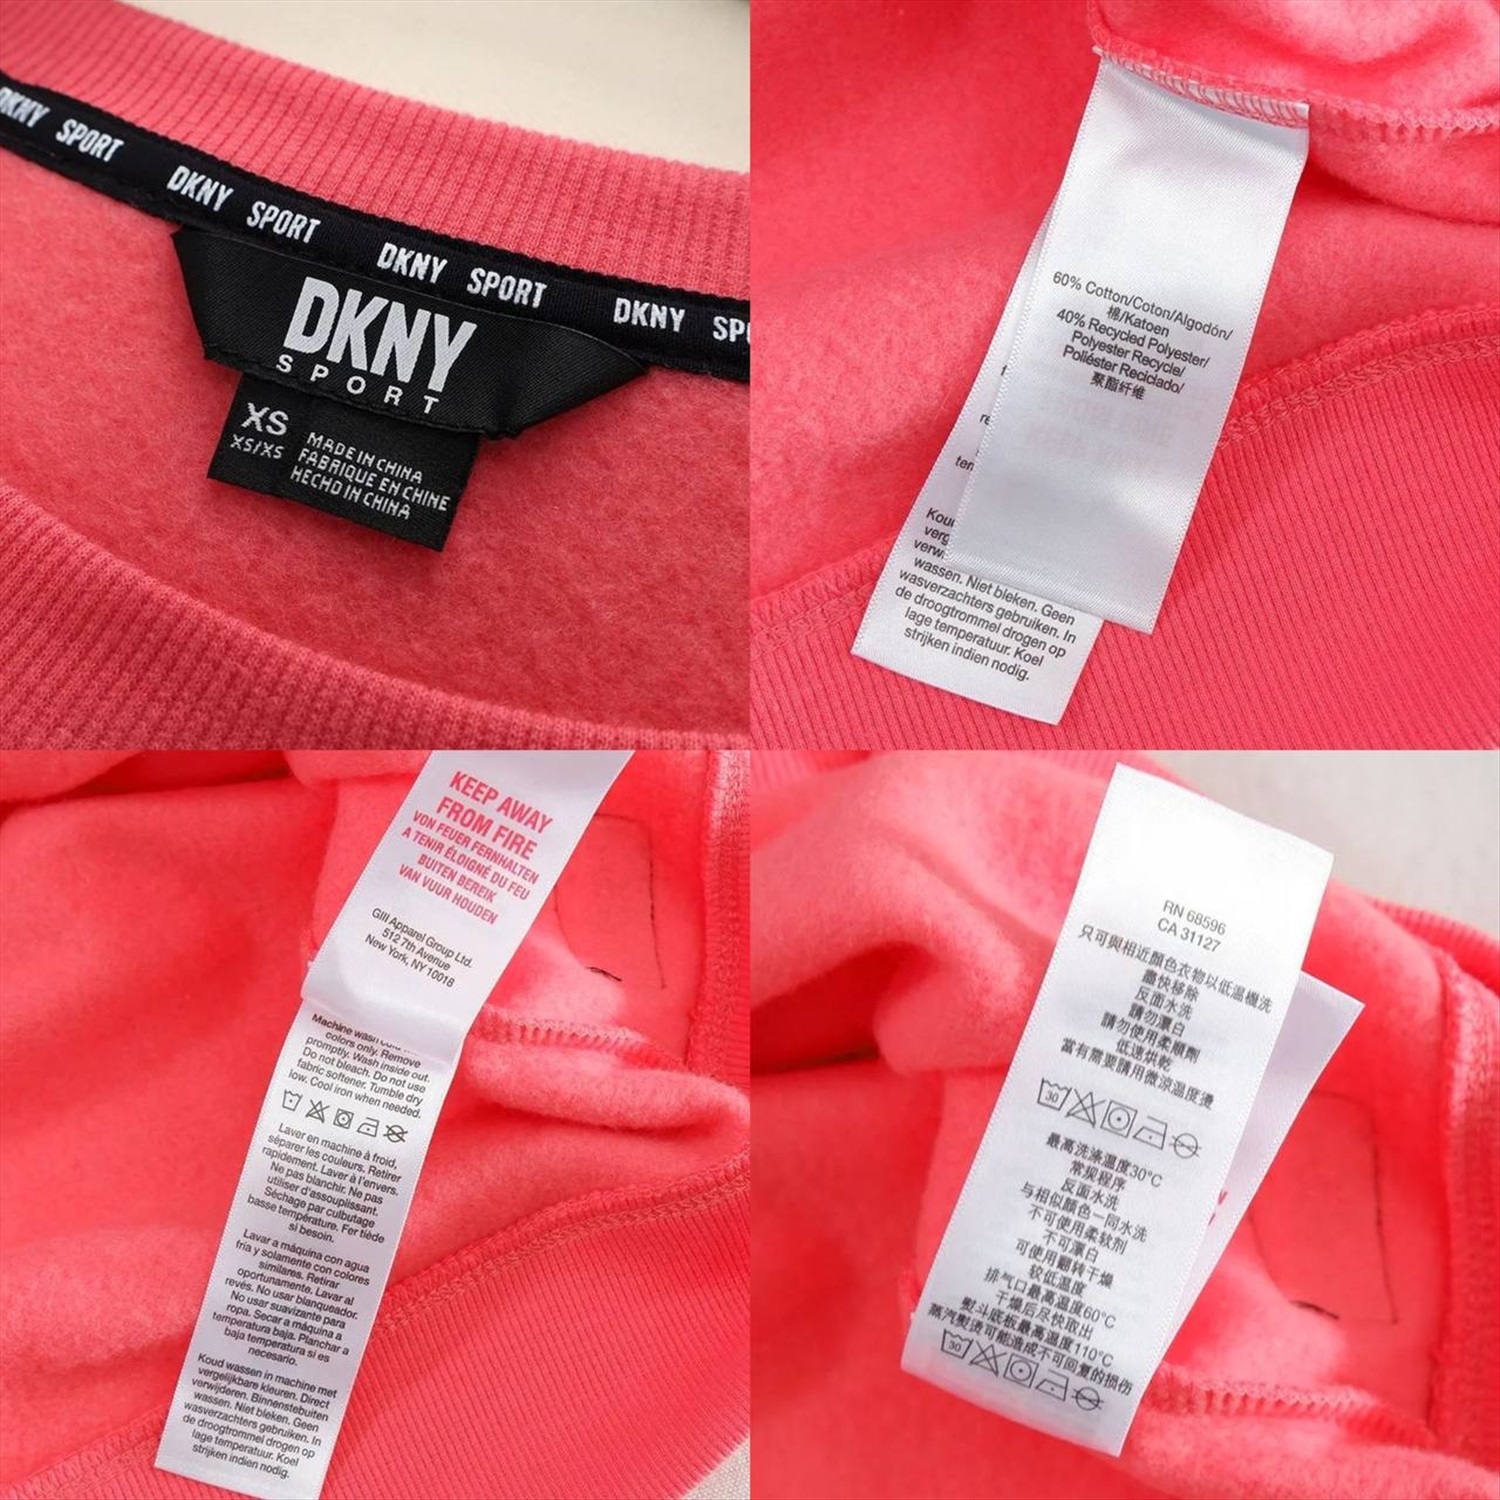 DKNY SPORT DKNY SPORT DKNY SPORT DKNY
DKNY
SPORT
XS
XS/XS
MADE IN CHINA
FABRIQUE EN CHINE
HECHO EN CHINA
60% Cotton/Coton/Algodón/
棉/Katoen
40% Recycled Polyester/
Polyester Recycle/
Poliéster Reciclado/
聚酯纤维
wassen. Niet bleken. Geen
wasverzachters gebruiken. In
de droogtrommel drogen op
lage temperatuur. Koel
strijken indien nodig.
KEEP AWAY
FROM FIRE
VON FEUER FERNHALTEN
A TENIR ÉLOIGNÉ DU FEU
BUITEN BEREIK
VAN VUUR HOUDEN
GIII Apparel Group Ltd.
512 7th Avenue
New York, NY 10018
Machine wash
colors only. Remove
promptly. Wash inside out.
Do not bleach. Do not use
fabric softener. Tumble dry
low. Cool iron when needed.
Laver en machine à froid,
séparer les couleurs. Retirer
rapidement. Laver à l'envers.
Ne pas blanchir. Ne pas
utiliser d'assouplissant.
Séchage par culbutage
basse température. Fer tiède
si besoin.
Lavar a máquina con agua
fría y solamente con colores
similares. Retirar
oportunamente. Lavar al
revés. No usar blanqueador.
No usar suavizante para
ropa. Secar a máquina a
temperatura baja. Planchar a
baja temperatura si es
necesario.
Koud wassen in machine met
vergelijkbare kleuren. Direct
verwijderen. Binnenstebuiten
wassen. Niet bleken. Geen
wasverzachters gebruiken. In
de droogtrommel drogen op
lage temperatuur. Koel
strijken indien nodig.
RN 68596
CA 31127
只可與相近顏色衣物以低溫機洗
盡快移除
反面水洗
請勿漂白
請勿使用柔順劑
低速烘乾
當有需要請用微涼溫度燙
30
最高洗涤温度30°C
常规程序
反面水洗
与相似顏色一同水洗
不可使用柔软剂
不可漂白
可使用翻转干燥
较低温度
排气口最高温度60°C
干燥后尽快取出
熨斗底板最高温度110°C
蒸汽熨烫可能造成不可回复的损伤
30